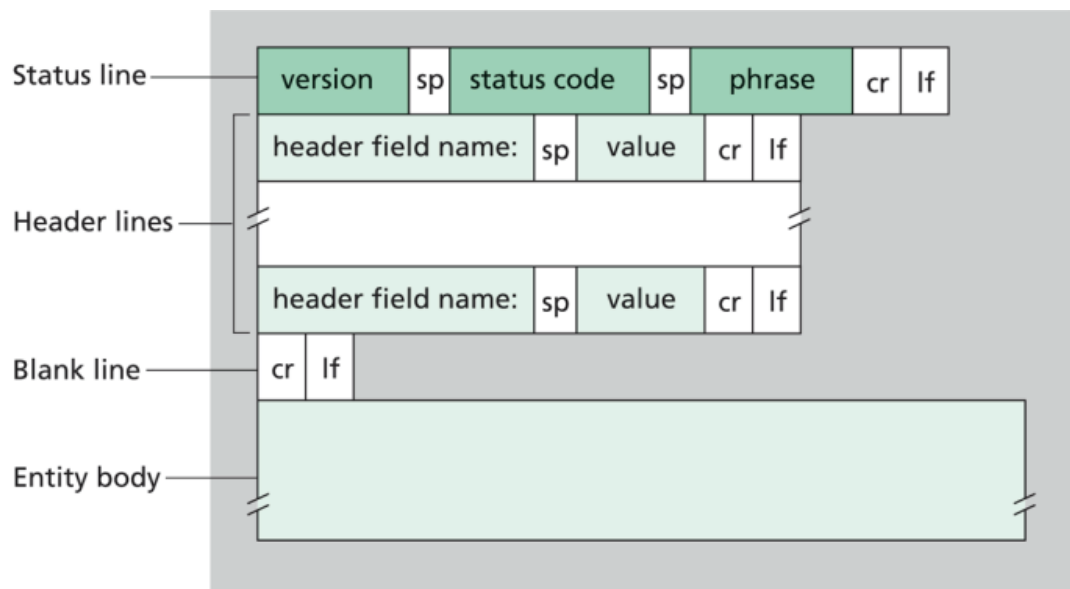 Status line version sp status code sp phrase cr lf
header field name: sp value cr lf
Header lines
header field name: sp value cr lf
Blank line cr lf
Entity body